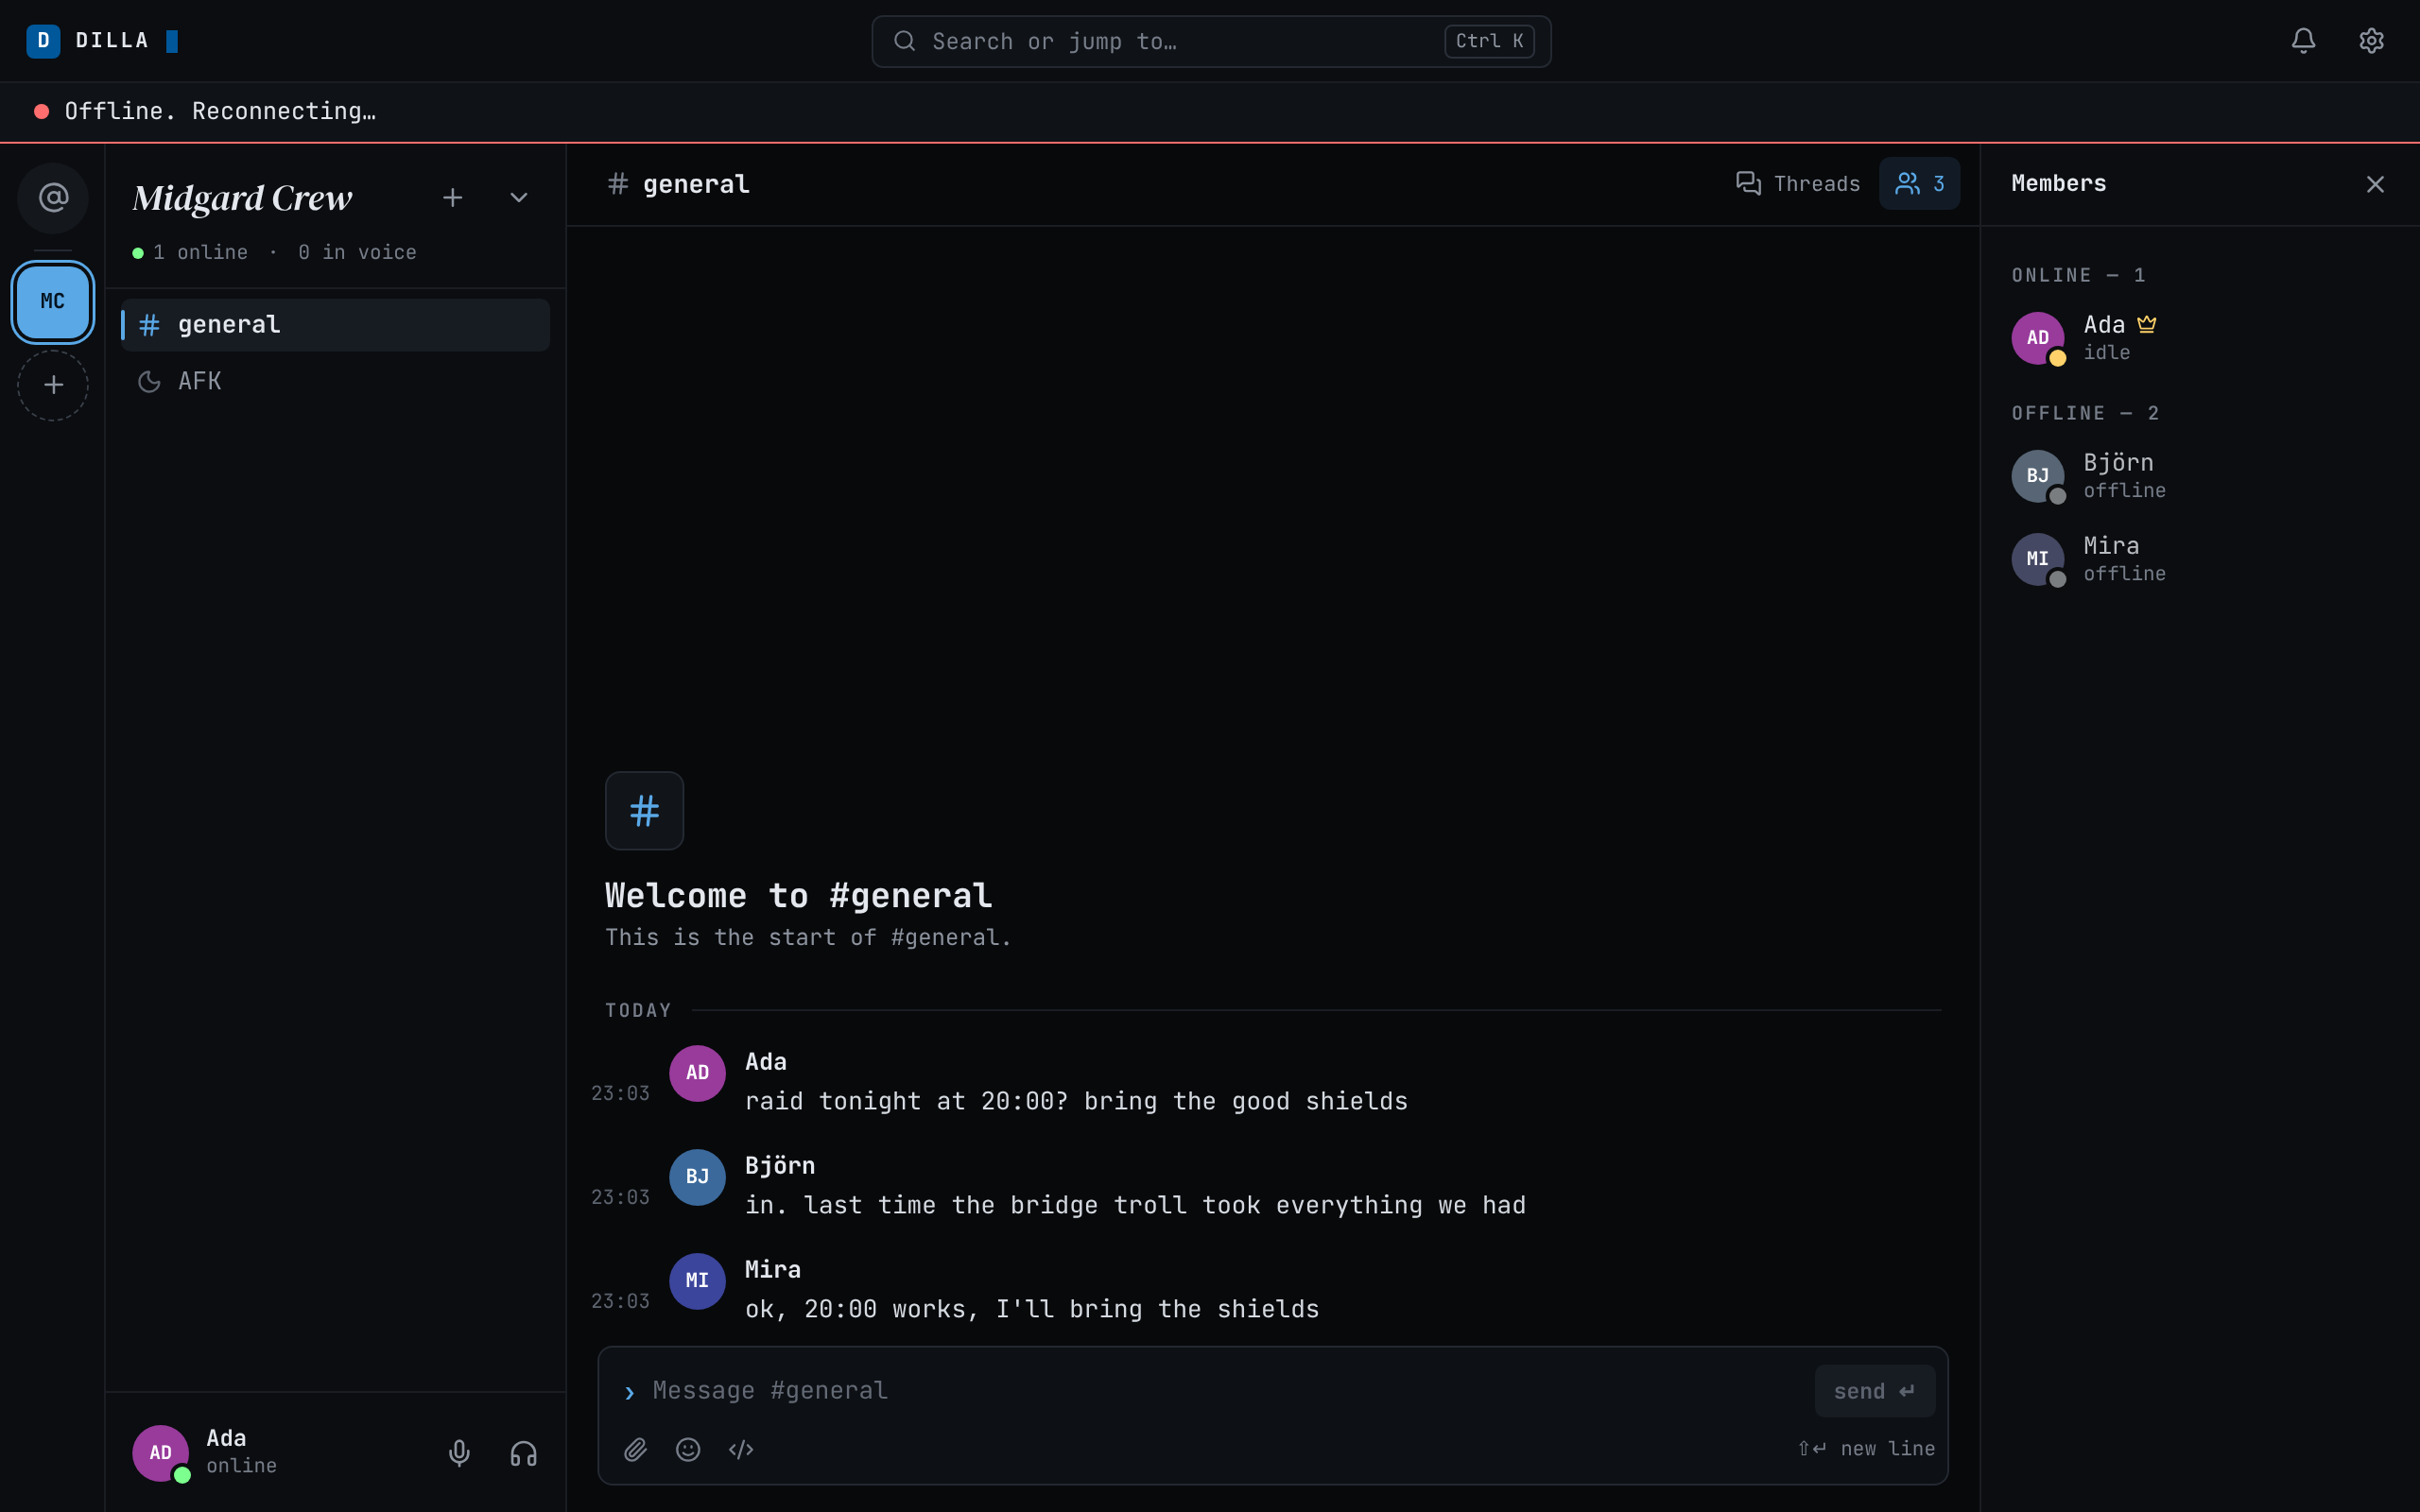 D DILLA
Search or jump to… Ctrl K
Offline. Reconnecting…
Midgard Crew
1 online · 0 in voice
MC
general
AFK
AD
Ada
online
general
Threads
3
Welcome to #general
This is the start of #general.
TODAY
AD
Ada
23:03
raid tonight at 20:00? bring the good shields
BJ
Björn
23:03
in. last time the bridge troll took everything we had
MI
Mira
23:03
ok, 20:00 works, I'll bring the shields
› Message #general
send ↵
⇧↵ new line
Members
ONLINE — 1
AD
Ada
idle
OFFLINE — 2
BJ
Björn
offline
MI
Mira
offline